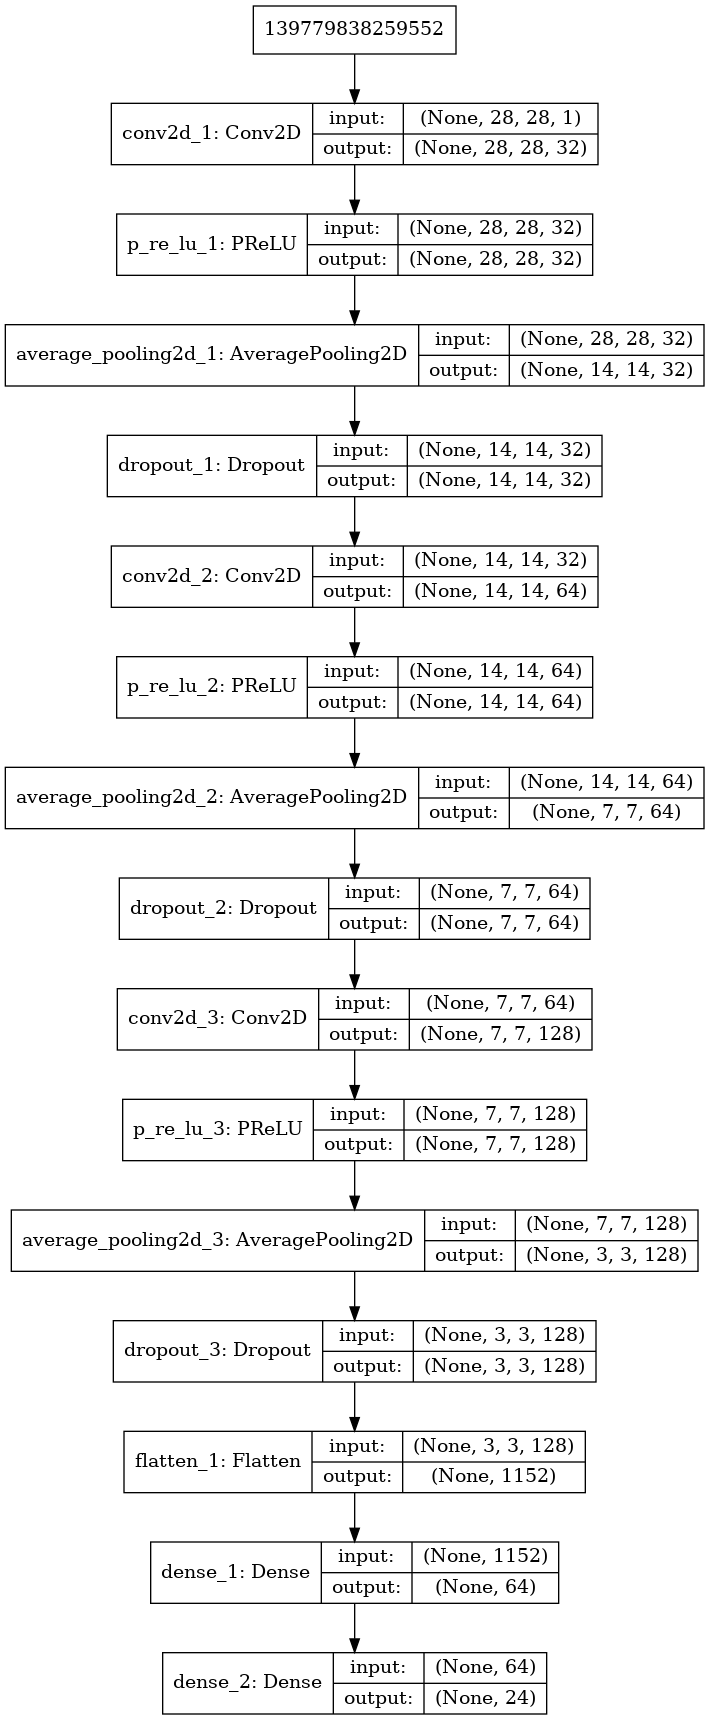 139779838259552
conv2d_1: Conv2D input: (None, 28, 28, 1)
output: (None, 28, 28, 32)
p_re_lu_1: PReLU input: (None, 28, 28, 32)
output: (None, 28, 28, 32)
average_pooling2d_1: AveragePooling2D input: (None, 28, 28, 32)
output: (None, 14, 14, 32)
dropout_1: Dropout input: (None, 14, 14, 32)
output: (None, 14, 14, 32)
conv2d_2: Conv2D input: (None, 14, 14, 32)
output: (None, 14, 14, 64)
p_re_lu_2: PReLU input: (None, 14, 14, 64)
output: (None, 14, 14, 64)
average_pooling2d_2: AveragePooling2D input: (None, 14, 14, 64)
output: (None, 7, 7, 64)
dropout_2: Dropout input: (None, 7, 7, 64)
output: (None, 7, 7, 64)
conv2d_3: Conv2D input: (None, 7, 7, 64)
output: (None, 7, 7, 128)
p_re_lu_3: PReLU input: (None, 7, 7, 128)
output: (None, 7, 7, 128)
average_pooling2d_3: AveragePooling2D input: (None, 7, 7, 128)
output: (None, 3, 3, 128)
dropout_3: Dropout input: (None, 3, 3, 128)
output: (None, 3, 3, 128)
flatten_1: Flatten input: (None, 3, 3, 128)
output: (None, 1152)
dense_1: Dense input: (None, 1152)
output: (None, 64)
dense_2: Dense input: (None, 64)
output: (None, 24)